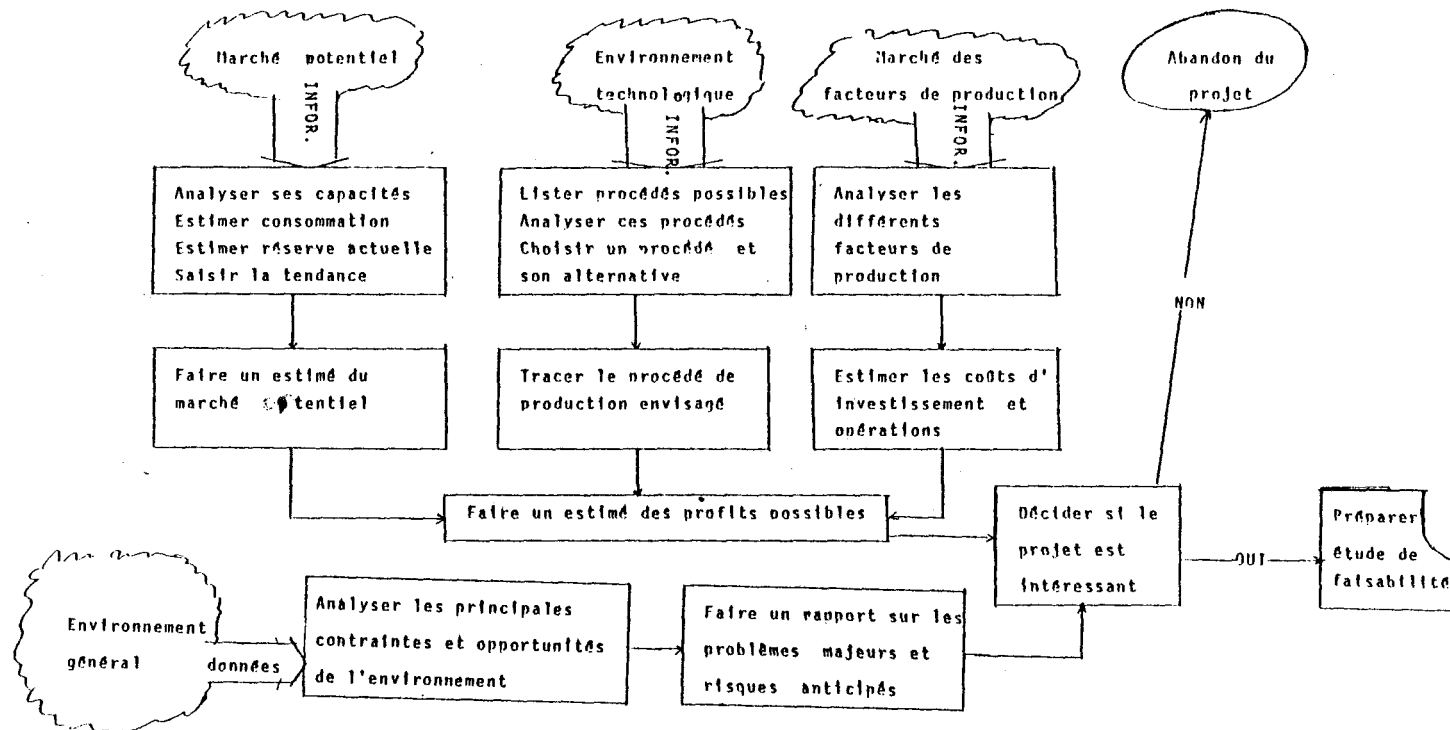 Marché potentiel
INFOR.
Environnement
technologique
INFOR.
Marché des
facteurs de production
INFOR.
Abandon du
projet
Analyser ses capacités
Estimer consommation
Estimer réserve actuelle
Saisir la tendance
Lister procédés possibles
Analyser ces procédés
Choisir un procédé et
son alternative
Analyser les
différents
facteurs de
production
NON
Faire un estimé du
marché potentiel
Tracer le procédé de
production envisagé
Estimer les coûts d'
investissement et
opérations
Faire un estimé des profits possibles
Décider si le
projet est
intéressant
OUI
Préparer
étude de
faisabilité
Environnement
général
données
Analyser les principales
contraintes et opportunités
de l'environnement
Faire un rapport sur les
problèmes majeurs et
risques anticipés